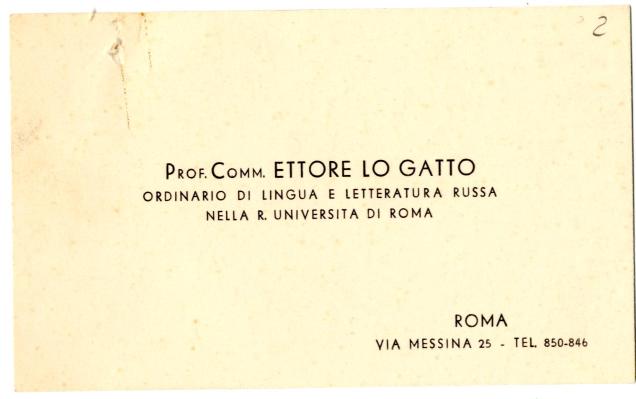 2
Prof. Comm. ETTORE LO GATTO
ORDINARIO DI LINGUA E LETTERATURA RUSSA
NELLA R. UNIVERSITA DI ROMA
ROMA
VIA MESSINA 25 - TEL. 850-846